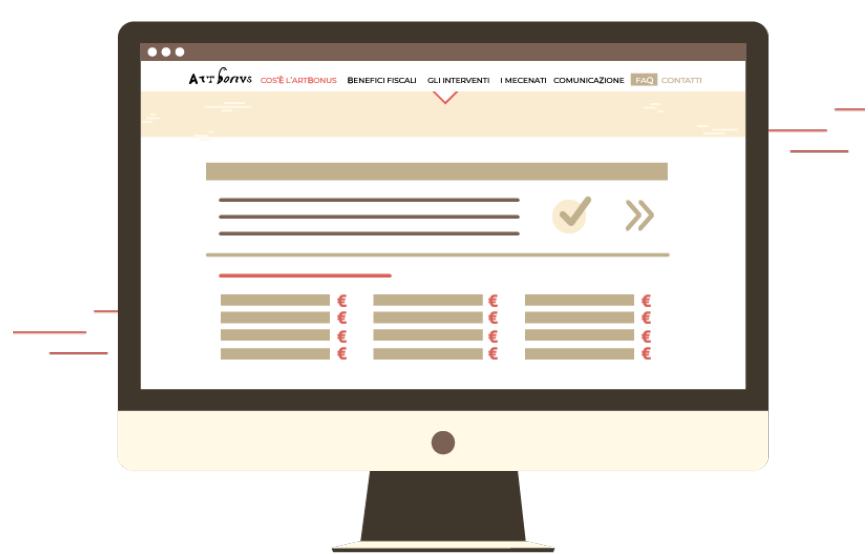 ARTBONUS COS'È L'ARTBONUS BENEFICI FISCALI GLI INTERVENTI I MECENATI COMUNICAZIONE FAQ CONTATTI
€ € €
€ € €
€ € €
€ € €